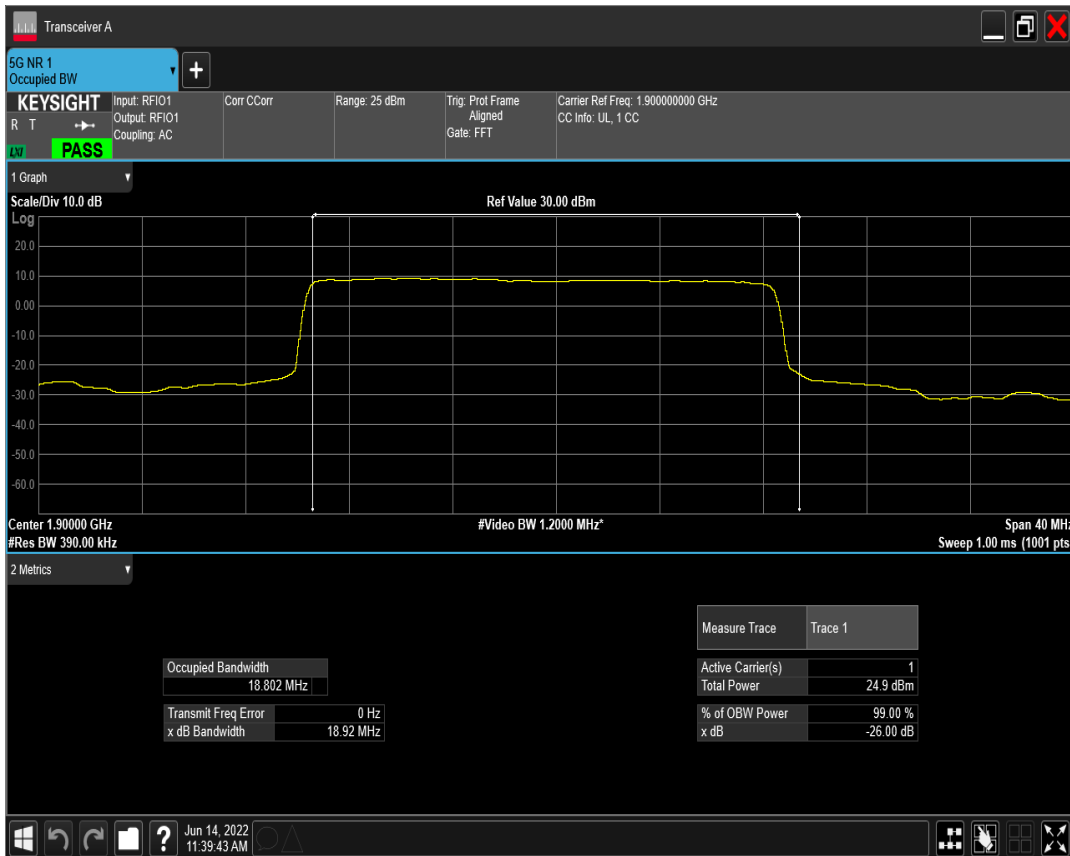 Transceiver A
5G NR 1
Occupied BW
KEYSIGHT
R T
LXI
PASS
Input: RFIO1
Output: RFIO1
Coupling: AC
Corr CCorr
Range: 25 dBm
Trig: Prot Frame
Aligned
Gate: FFT
Carrier Ref Freq: 1.900000000 GHz
CC Info: UL, 1 CC
1 Graph
Scale/Div 10.0 dB
Ref Value 30.00 dBm
Log
20.0
10.0
0.00
-10.0
-20.0
-30.0
-40.0
-50.0
-60.0
Center 1.90000 GHz
#Video BW 1.2000 MHz*
Span 40 MHz
#Res BW 390.00 kHz
Sweep 1.00 ms (1001 pts
2 Metrics
Measure Trace Trace 1
Occupied Bandwidth
18.802 MHz
Active Carrier(s) 1
Total Power 24.9 dBm
Transmit Freq Error 0 Hz
x dB Bandwidth 18.92 MHz
% of OBW Power 99.00 %
x dB -26.00 dB
?
Jun 14, 2022
11:39:43 AM